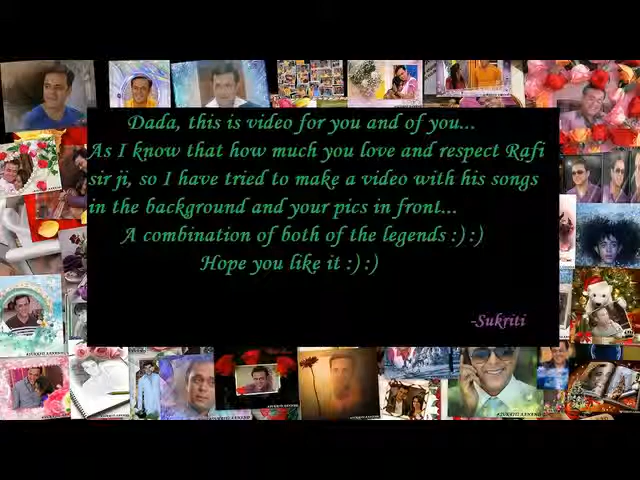 Dada, this is video for you and of you...
As I know that how much you love and respect Rafi
sir ji, so I have tried to make a video with his songs
in the background and your pics in front...
A combination of both of the legends :) :)
Hope you like it :) :)
-Sukriti